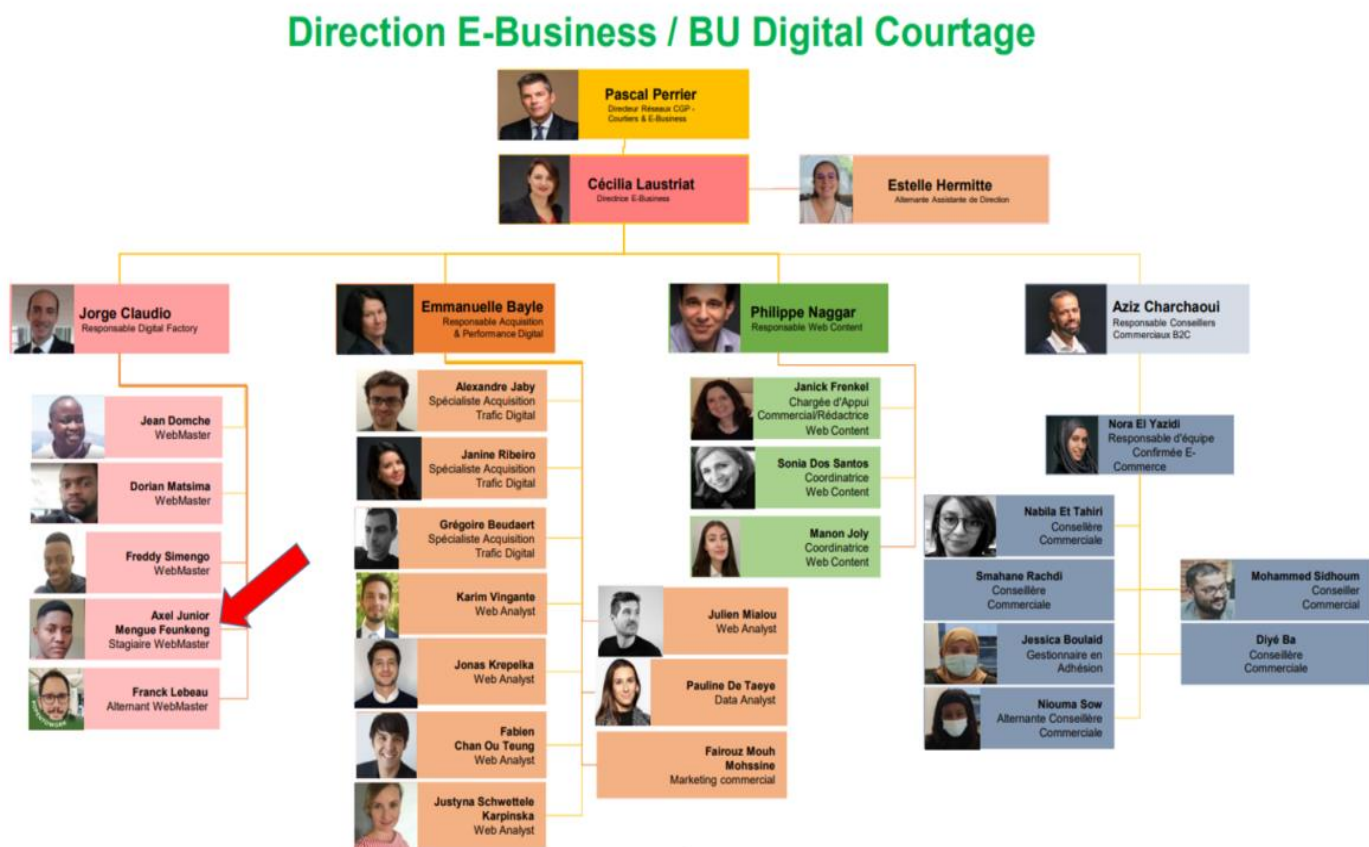 Direction E-Business / BU Digital Courtage
Pascal Perrier
Directeur Réseaux CGP -
Courtiers & E-Business
Cécilia Laustriat
Directrice E-Business
Estelle Hermitte
Alternante Assistante de Direction
Jorge Claudio
Responsable Digital Factory
Jean Domche
WebMaster
Dorian Matsima
WebMaster
Freddy Simengo
WebMaster
Axel Junior
Mengue Feunkeng
Stagiaire WebMaster
Franck Lebeau
Alternant WebMaster
Emmanuelle Bayle
Responsable Acquisition
& Performance Digital
Alexandre Jaby
Spécialiste Acquisition
Trafic Digital
Janine Ribeiro
Spécialiste Acquisition
Trafic Digital
Grégoire Beudaert
Spécialiste Acquisition
Trafic Digital
Karim Vingante
Web Analyst
Jonas Krepelka
Web Analyst
Fabien
Chan Ou Teung
Web Analyst
Justyna Schwettele
Karpinska
Web Analyst
Julien Mialou
Web Analyst
Pauline De Taeye
Data Analyst
Fairouz Mouh
Mohssine
Marketing commercial
Philippe Naggar
Responsable Web Content
Janick Frenkel
Chargée d'Appui
Commercial/Rédactrice
Web Content
Sonia Dos Santos
Coordinatrice
Web Content
Manon Joly
Coordinatrice
Web Content
Aziz Charchaoui
Responsable Conseillers
Commerciaux B2C
Nora El Yazidi
Responsable d'équipe
Confirmée E-
Commerce
Nabila Et Tahiri
Consellère
Commerciale
Smahane Rachdi
Conseillère
Commerciale
Jessica Boulaid
Gestionnaire en
Adhésion
Niouma Sow
Alternante Conseillère
Commerciale
Mohammed Sidhoum
Conseiller
Commercial
Diyé Ba
Conseillère
Commerciale